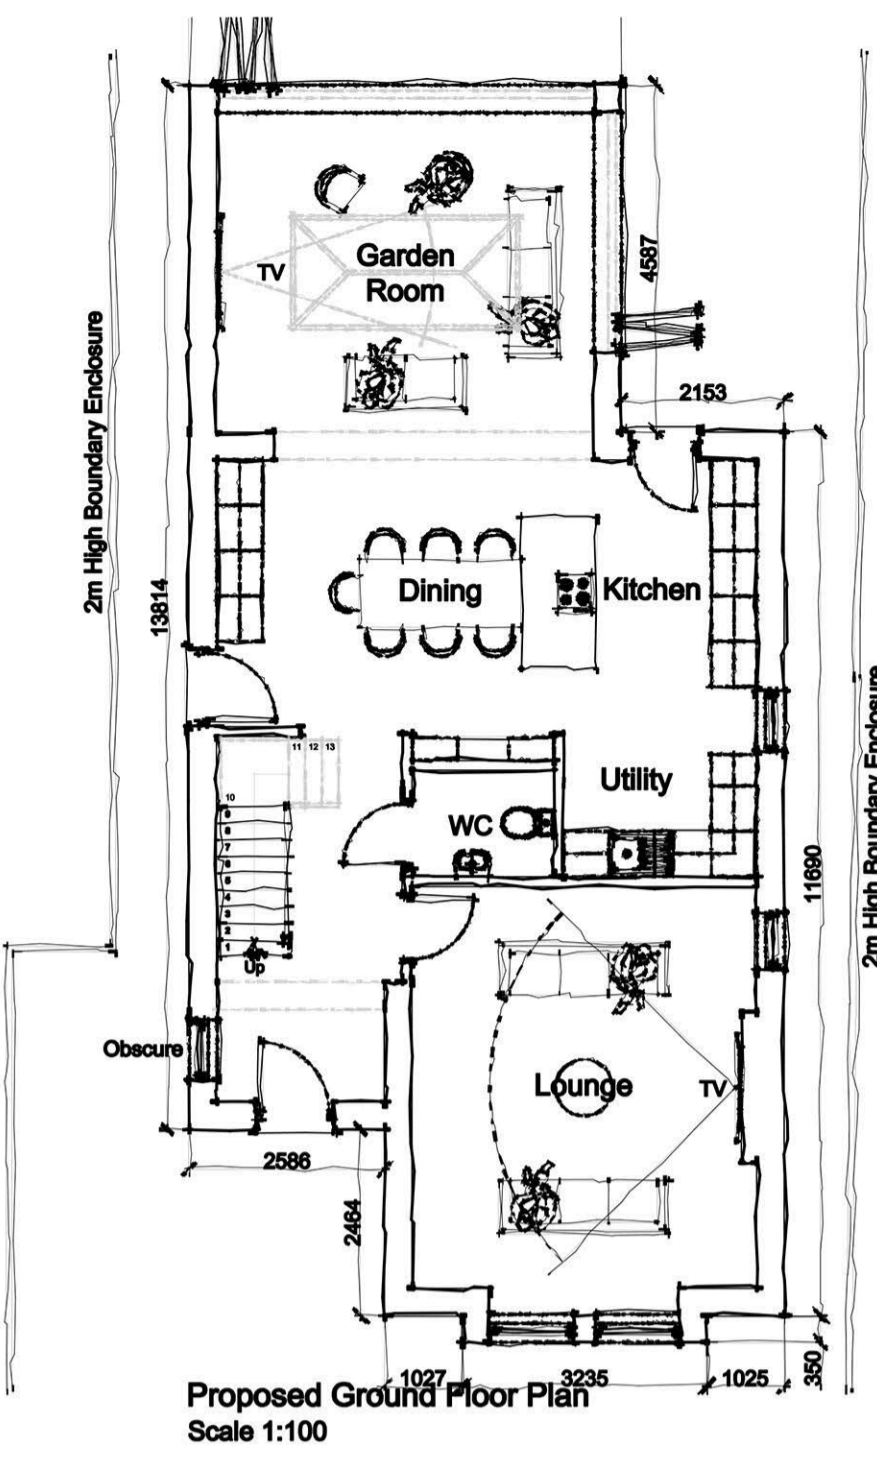 Garden
Room
TV
4587
2153
2m High Boundary Enclosure
13814
Dining
Kitchen
11 12 13
10
9
8
7
6
5
4
3
2
1
Up
WC
Utility
11690
2m High Boundary Enclosure
Obscure
Lounge
TV
2586
2464
1027
3235
1025
350
Proposed Ground Floor Plan
Scale 1:100